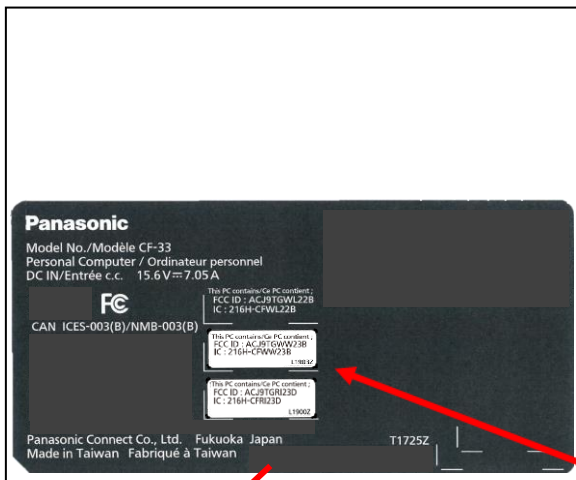 Panasonic
Model No./Modèle CF-33
Personal Computer / Ordinateur personnel
DC IN/Entrée c.c. 15.6V⎓7.05A
FC
CAN ICES-003(B)/NMB-003(B)
This PC contains/Ce PC contient ;
FCC ID : ACJ9TGWL22B
IC : 216H-CFWL22B
This PC contains/Ce PC contient ;
FCC ID : ACJ9TGWW23B
IC : 216H-CFWW23B
This PC contains/Ce PC contient ;
FCC ID : ACJ9TGRI23D
IC : 216H-CFRI23D
L1900Z
Panasonic Connect Co., Ltd. Fukuoka Japan
T1725Z
Made in Taiwan Fabriqué à Taiwan